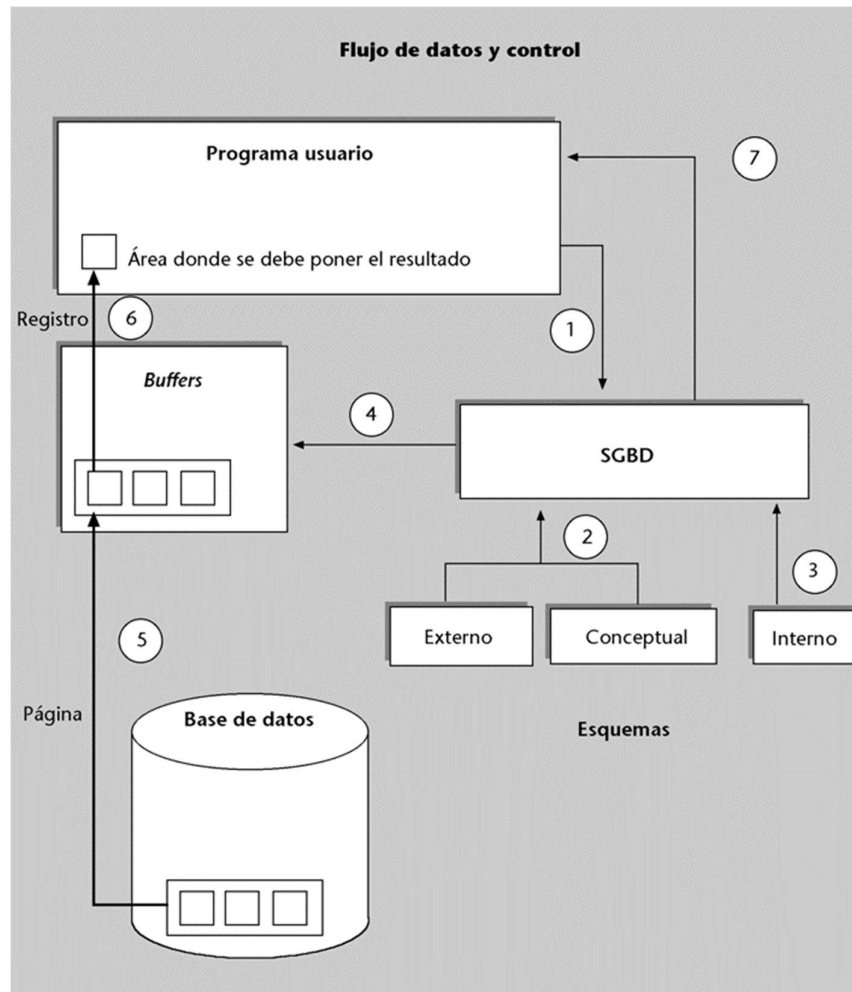 Flujo de datos y control
Programa usuario
7
Área donde se debe poner el resultado
Registro
6
1
Buffers
4
SGBD
2
3
Externo
Conceptual
Interno
5
Página
Base de datos
Esquemas